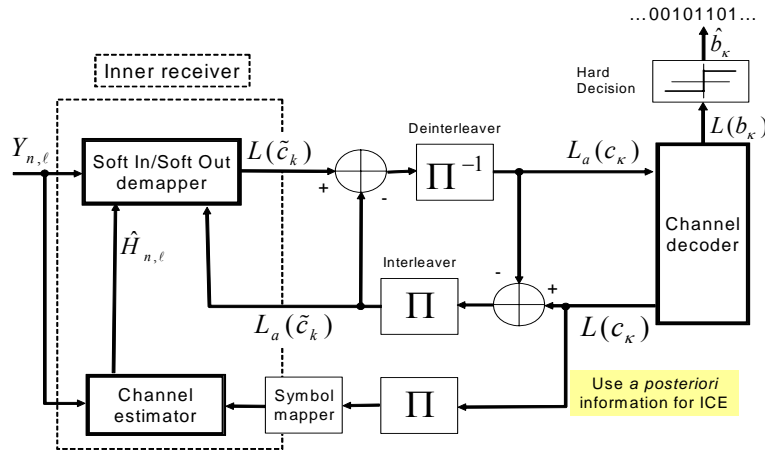 ...00101101...
b̂_κ
Hard
Decision
L(b_κ)
Inner receiver
Y_{n,ℓ}
Soft In/Soft Out
demapper
L(c̃_k)
+
-
Deinterleaver
Π⁻¹
L_a(c_κ)
Channel
decoder
Ĥ_{n,ℓ}
Interleaver
Π
-
+
L_a(c̃_k)
L(c_κ)
Channel
estimator
Symbol
mapper
Π
Use a posteriori
information for ICE